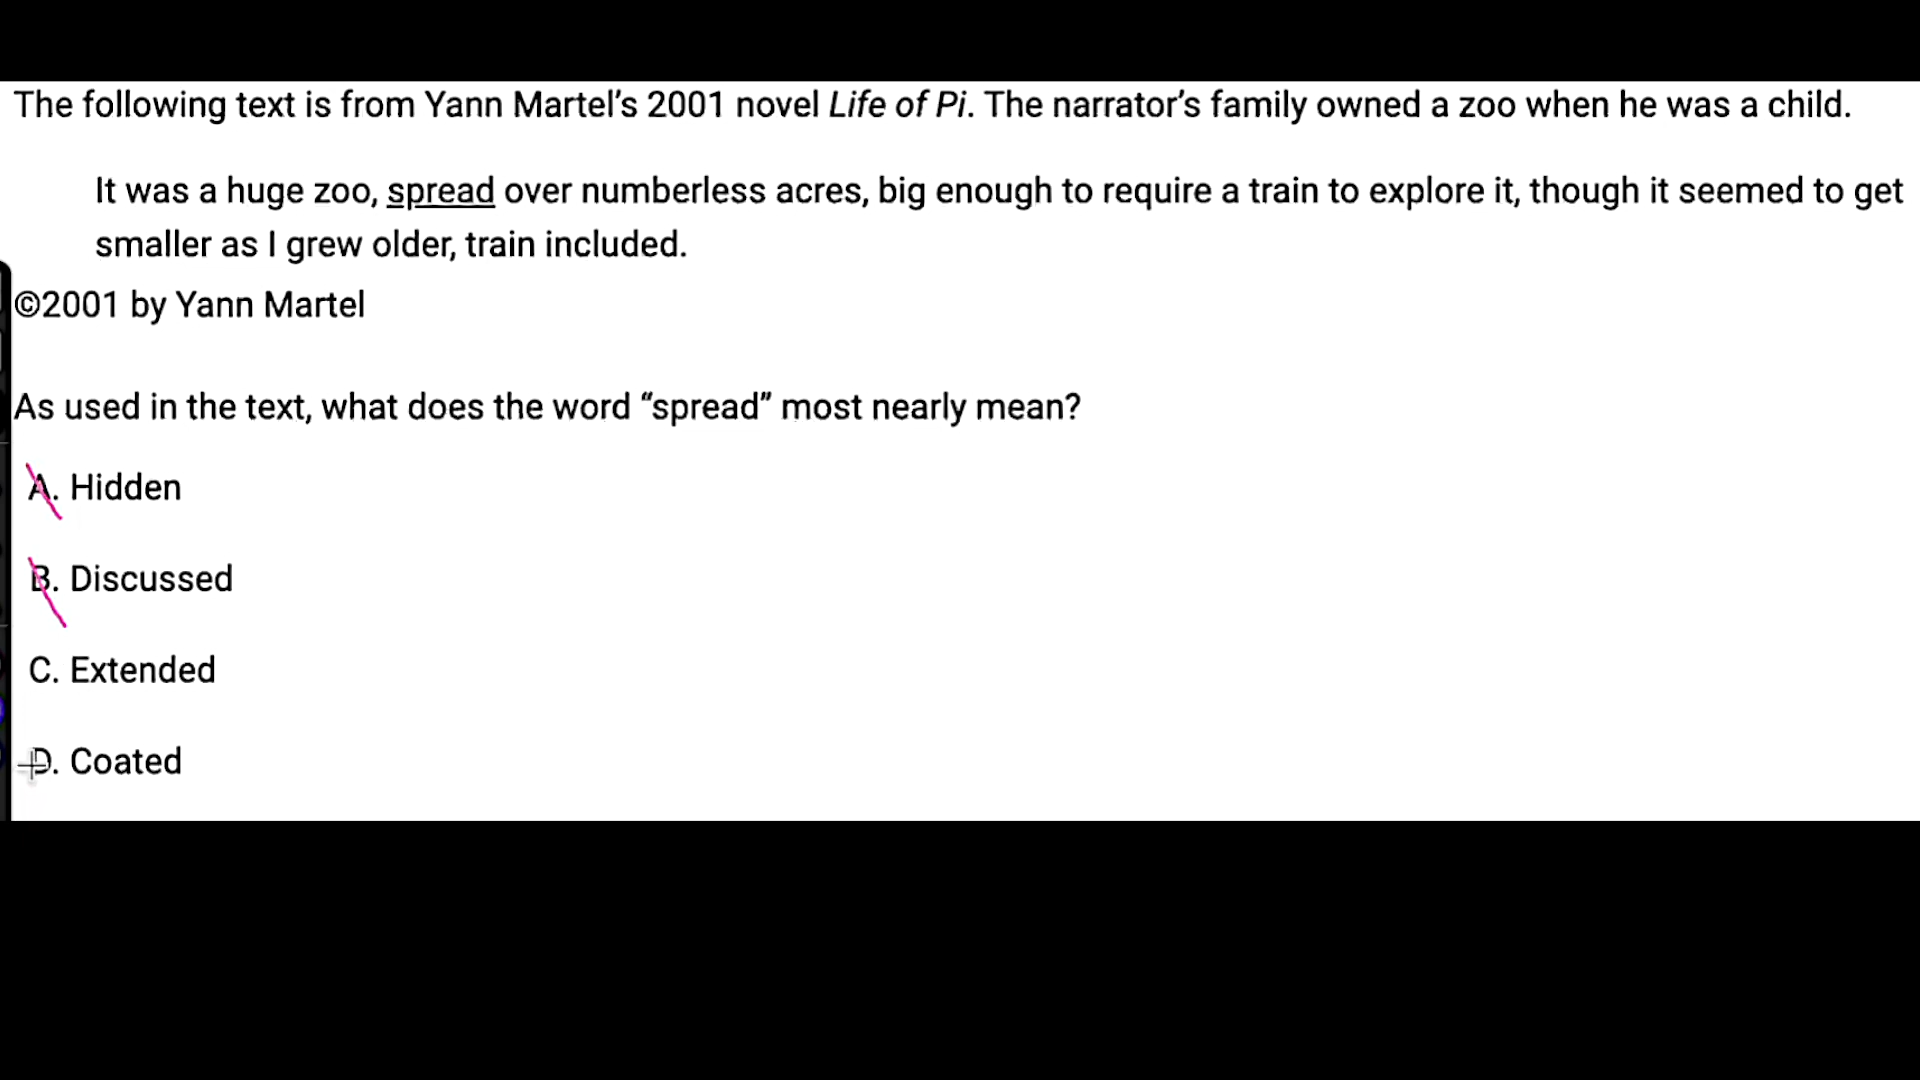 The following text is from Yann Martel’s 2001 novel Life of Pi. The narrator’s family owned a zoo when he was a child.
It was a huge zoo, spread over numberless acres, big enough to require a train to explore it, though it seemed to get
smaller as I grew older, train included.
©2001 by Yann Martel
As used in the text, what does the word “spread” most nearly mean?
A. Hidden
B. Discussed
C. Extended
D. Coated